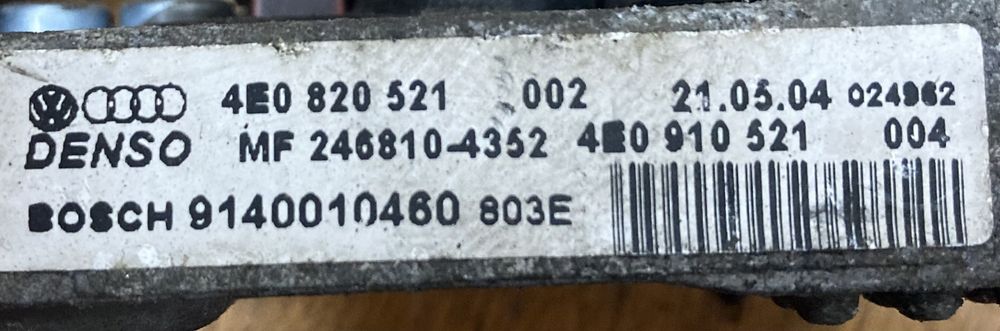 4E0 820 521 002 21.05.04 024962
DENSO MF 246810-4352 4E0 910 521 004
BOSCH 9140010460 803E